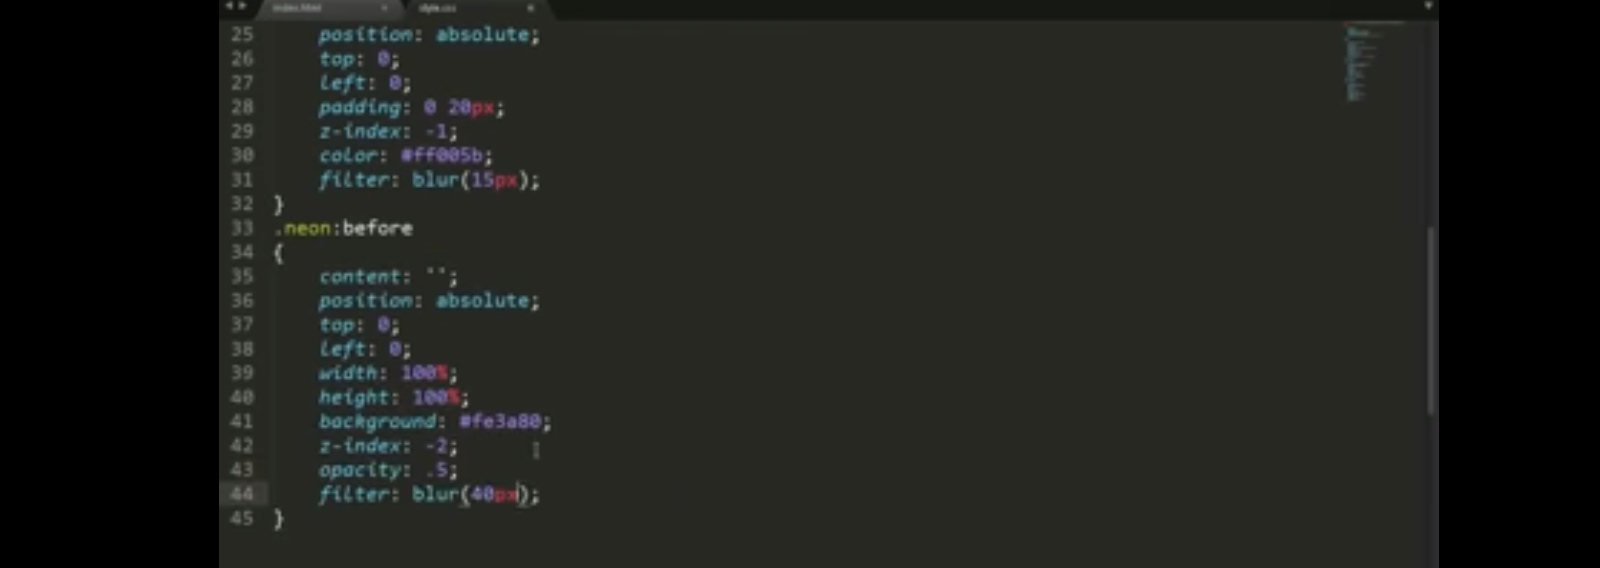 index.html
style.css
25 position: absolute;
26 top: 0;
27 left: 0;
28 padding: 0 20px;
29 z-index: -1;
30 color: #ff005b;
31 filter: blur(15px);
32 }
33 .neon:before
34 {
35 content: '';
36 position: absolute;
37 top: 0;
38 left: 0;
39 width: 100%;
40 height: 100%;
41 background: #fe3a80;
42 z-index: -2;
43 opacity: .5;
44 filter: blur(40px);
45 }